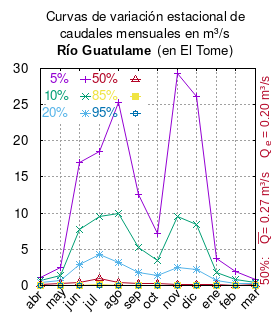 Curvas de variación estacional de
caudales mensuales en m³/s
Río Guatulame (en El Tome)
30
25
20
15
10
5
0
5% 50%
10% 85%
20% 95%
abr
may
jun
jul
ago
sep
oct
nov
dic
ene
feb
mar
50%: Q̅= 0.27 m³/s Q e = 0.20 m³/s